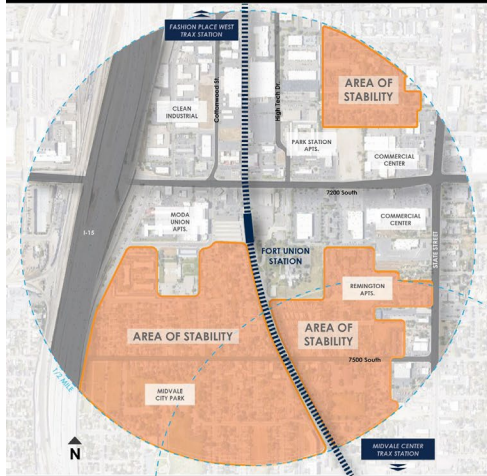 FASHION PLACE WEST
TRAX STATION
Cottonwood St
High Tech Dr.
AREA OF
STABILITY
CLEAN
INDUSTRIAL
PARK STATION
APTS.
COMMERCIAL
CENTER
7200 South
MODA
UNION
APTS.
COMMERCIAL
CENTER
I-15
STATE STREET
FORT UNION
STATION
REMINGTON
APTS.
AREA OF STABILITY
AREA OF
STABILITY
7500 South
1/2 MILE
MIDVALE
CITY PARK
N
MIDVALE CENTER
TRAX STATION